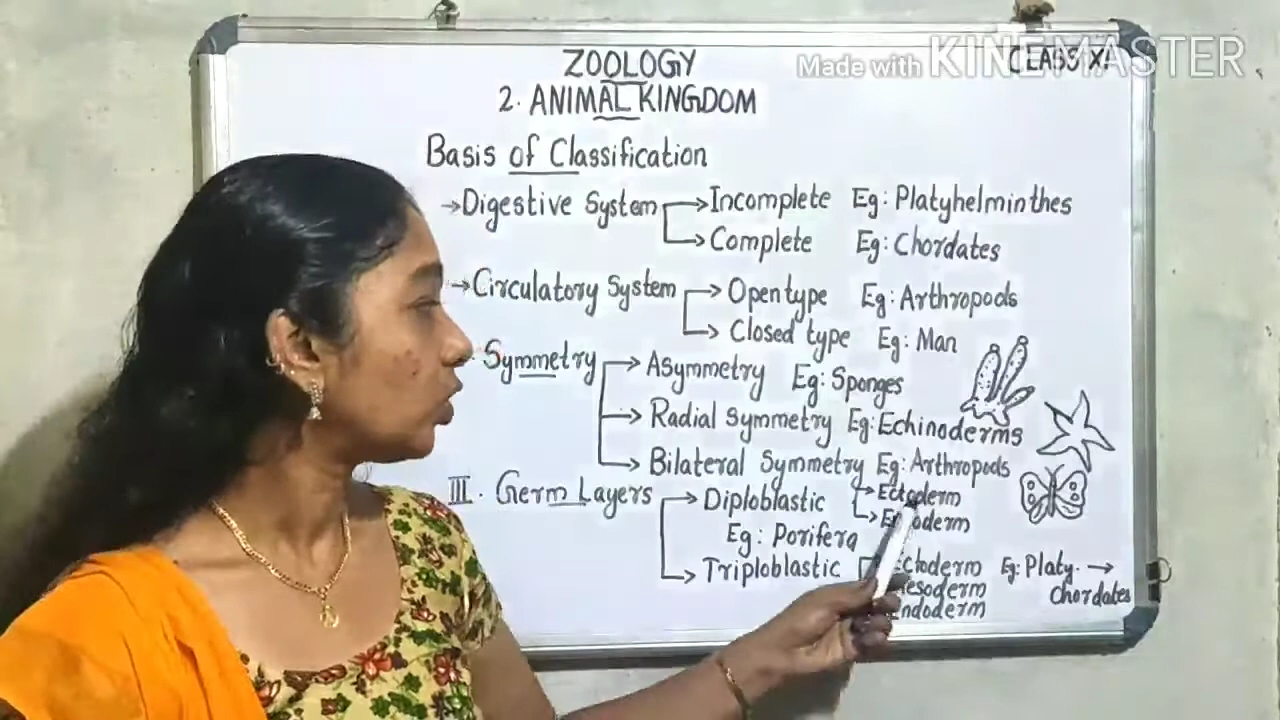 ZOOLOGY
Made with KINEMASTER
CLASS XI
2. ANIMAL KINGDOM
Basis of Classification
→Digestive System →Incomplete Eg: Platyhelminthes
→Complete Eg: Chordates
→Circulatory System →Open type Eg: Arthropods
→Closed type Eg: Man
Symmetry →Asymmetry Eg: Sponges
→Radial Symmetry Eg: Echinoderms
→Bilateral Symmetry Eg: Arthropods
III. Germ Layers →Diploblastic →Ectoderm
Eg: Porifera
→Triploblastic Ectoderm Eg: Platy. →
Chordates